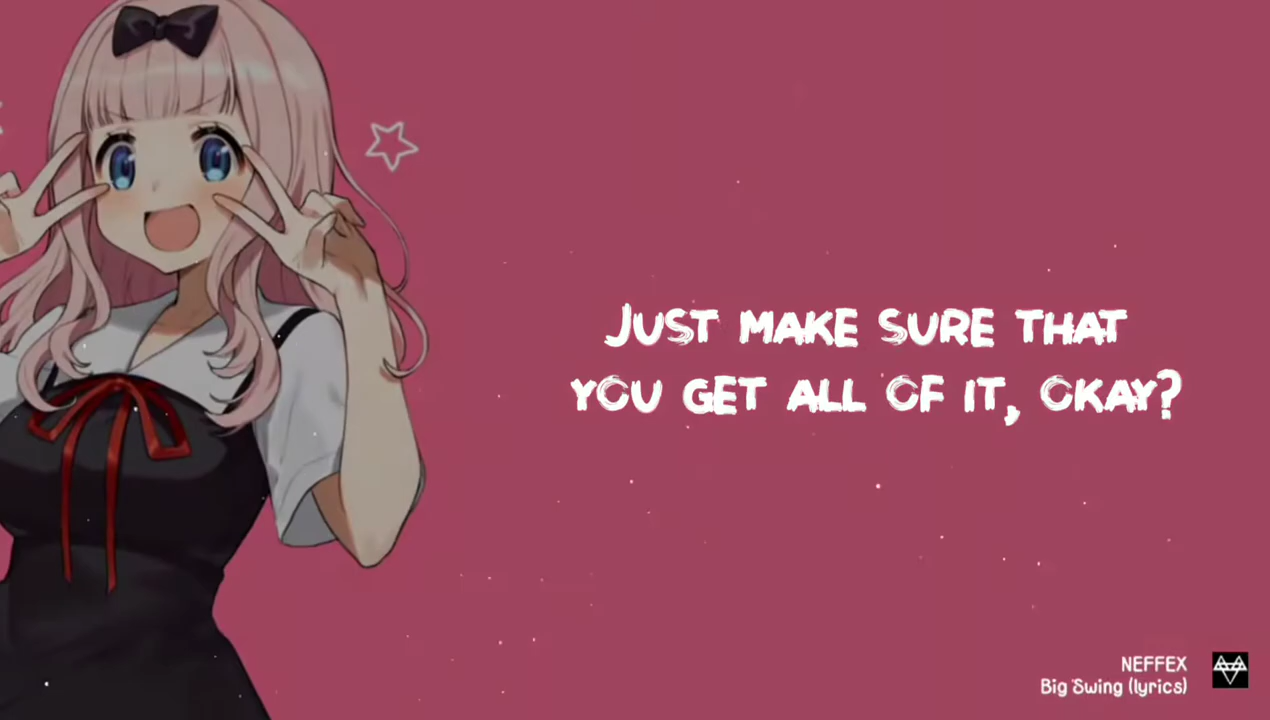 JUST MAKE SURE THAT
YOU GET ALL OF IT, OKAY?
NEFFEX
Big Swing (lyrics)